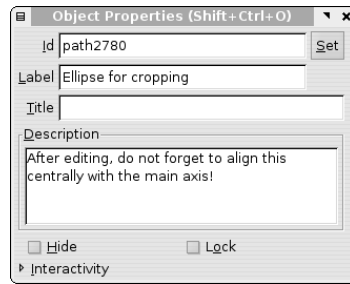 Object Properties (Shift+Ctrl+O)
Id path2780 Set
Label Ellipse for cropping
Title
Description
After editing, do not forget to align this
centrally with the main axis!
Hide Lock
Interactivity